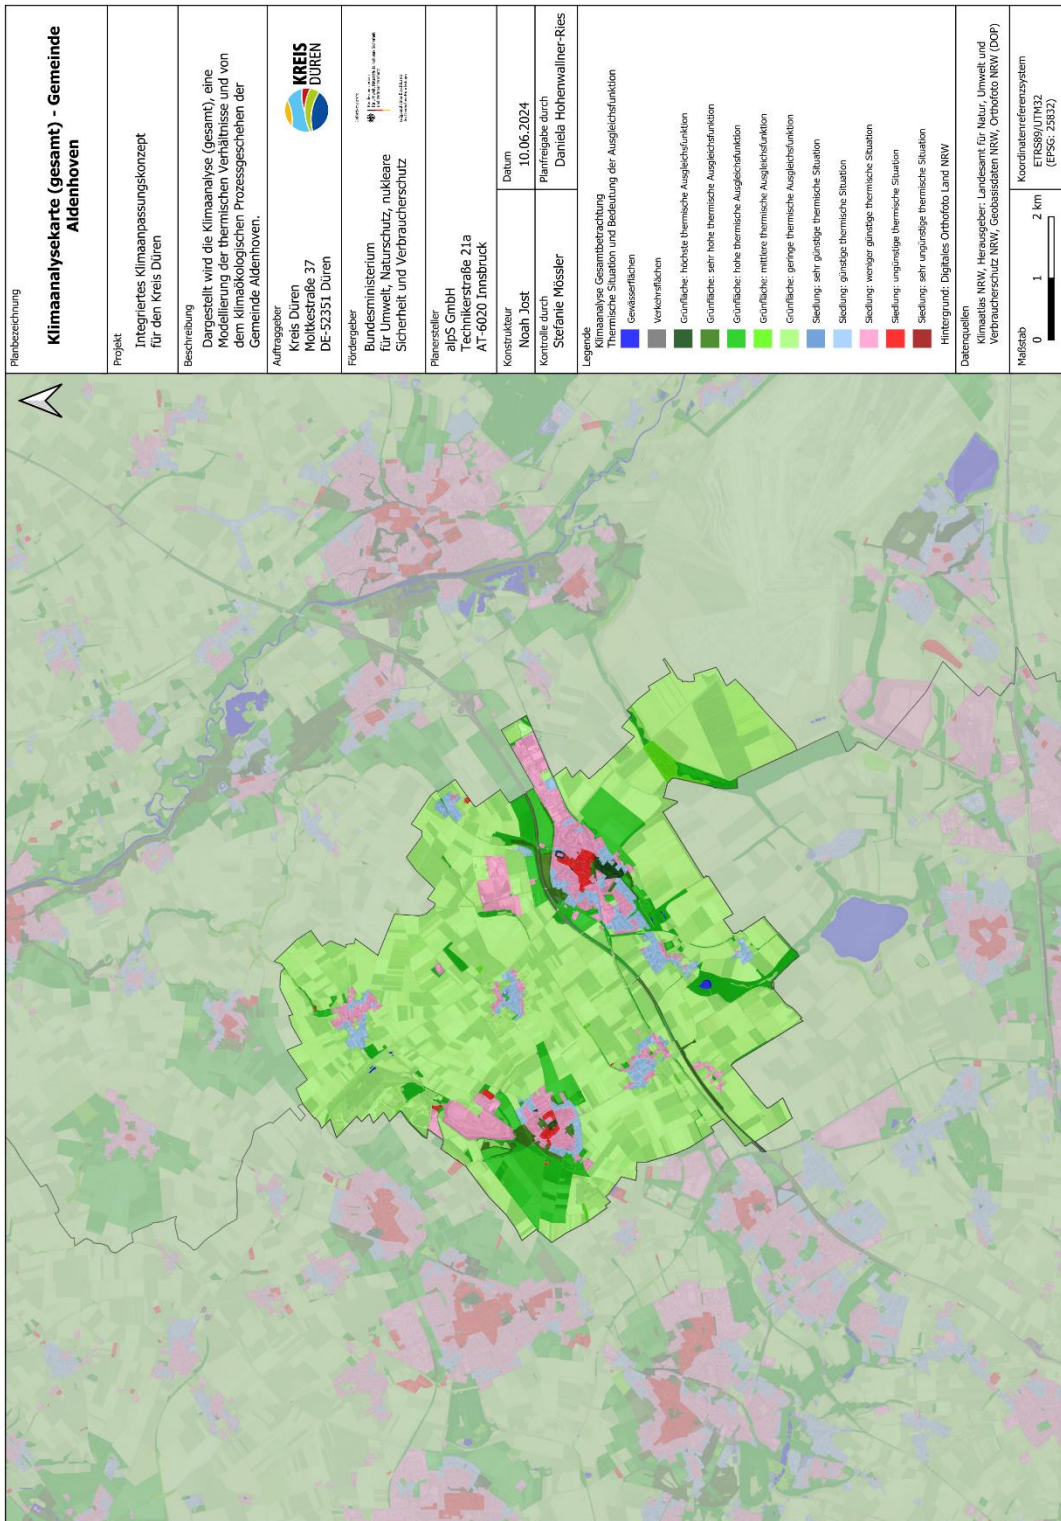 Planbezeichnung
Klimaanalysekarte (gesamt) - Gemeinde
Aldenhoven
Projekt
Integriertes Klimaanpassungskonzept
für den Kreis Düren
Beschreibung
Dargestellt wird die Klimaanalyse (gesamt), eine
Modellierung der thermischen Verhältnisse und von
dem klimaökologischen Prozessgeschehen der
Gemeinde Aldenhoven.
Auftraggeber
Kreis Düren
Moltkestraße 37
DE-52351 Düren
KREIS
DÜREN
Fördergeber
Bundesministerium
für Umwelt, Naturschutz, nukleare
Sicherheit und Verbraucherschutz
Planersteller
alpS GmbH
Technikerstraße 21a
AT-6020 Innsbruck
Konstrukteur
Noah Jost
Datum
10.06.2024
Kontrolle durch
Stefanie Mössler
Planfreigabe durch
Daniela Hohenwallner-Ries
Legende
Klimaanalyse Gesamtbetrachtung
Thermische Situation und Bedeutung der Ausgleichsfunktion
Gewässerflächen
Verkehrsflächen
Grünfläche: höchste thermische Ausgleichsfunktion
Grünfläche: sehr hohe thermische Ausgleichsfunktion
Grünfläche: hohe thermische Ausgleichsfunktion
Grünfläche: mittlere thermische Ausgleichsfunktion
Grünfläche: geringe thermische Ausgleichsfunktion
Siedlung: sehr günstige thermische Situation
Siedlung: günstige thermische Situation
Siedlung: weniger günstige thermische Situation
Siedlung: ungünstige thermische Situation
Siedlung: sehr ungünstige thermische Situation
Hintergrund: Digitales Orthofoto Land NRW
Datenquellen
Klimaatlas NRW, Herausgeber: Landesamt für Natur, Umwelt und
Verbraucherschutz NRW, Geobasisdaten NRW, Orthofoto NRW (DOP)
Maßstab
0 1 2 km
Koordinatenreferenzsystem
ETRS89/UTM32
(EPSG: 25832)